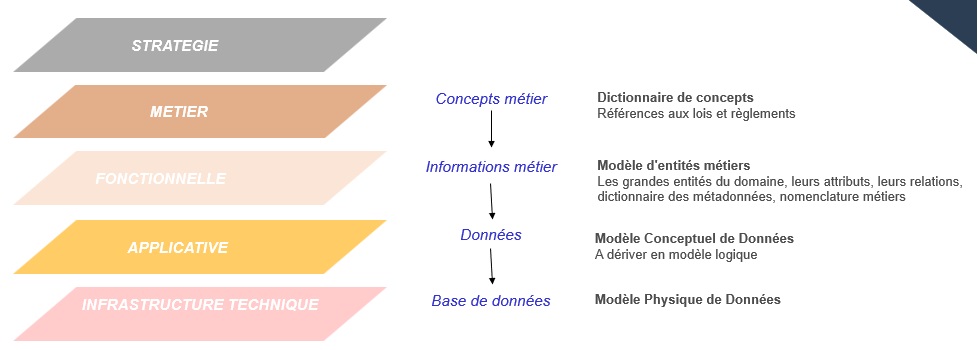 STRATEGIE
METIER
Concepts métier
Dictionnaire de concepts
Références aux lois et règlements
FONCTIONNELLE
Informations métier
Modèle d'entités métiers
Les grandes entités du domaine, leurs attributs, leurs relations,
dictionnaire des métadonnées, nomenclature métiers
APPLICATIVE
Données
Modèle Conceptuel de Données
A dériver en modèle logique
INFRASTRUCTURE TECHNIQUE
Base de données
Modèle Physique de Données